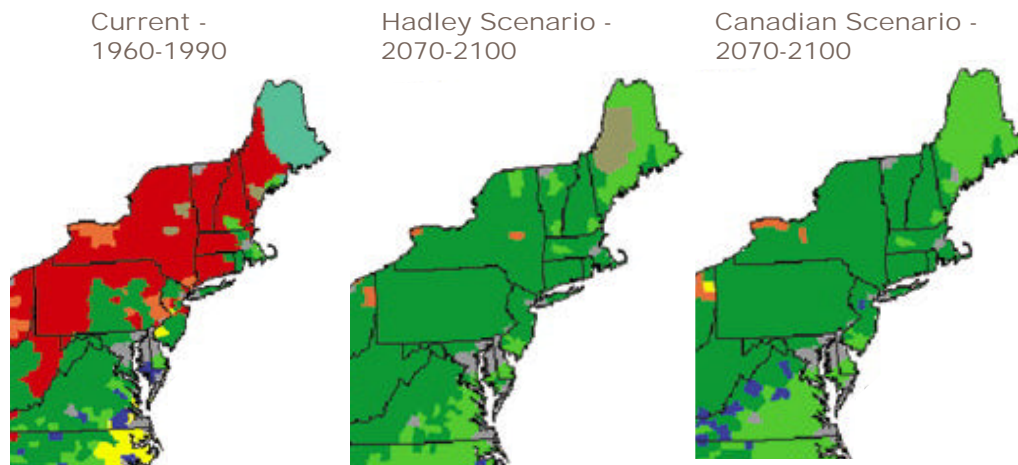 Current -
1960-1990
Hadley Scenario -
2070-2100
Canadian Scenario -
2070-2100